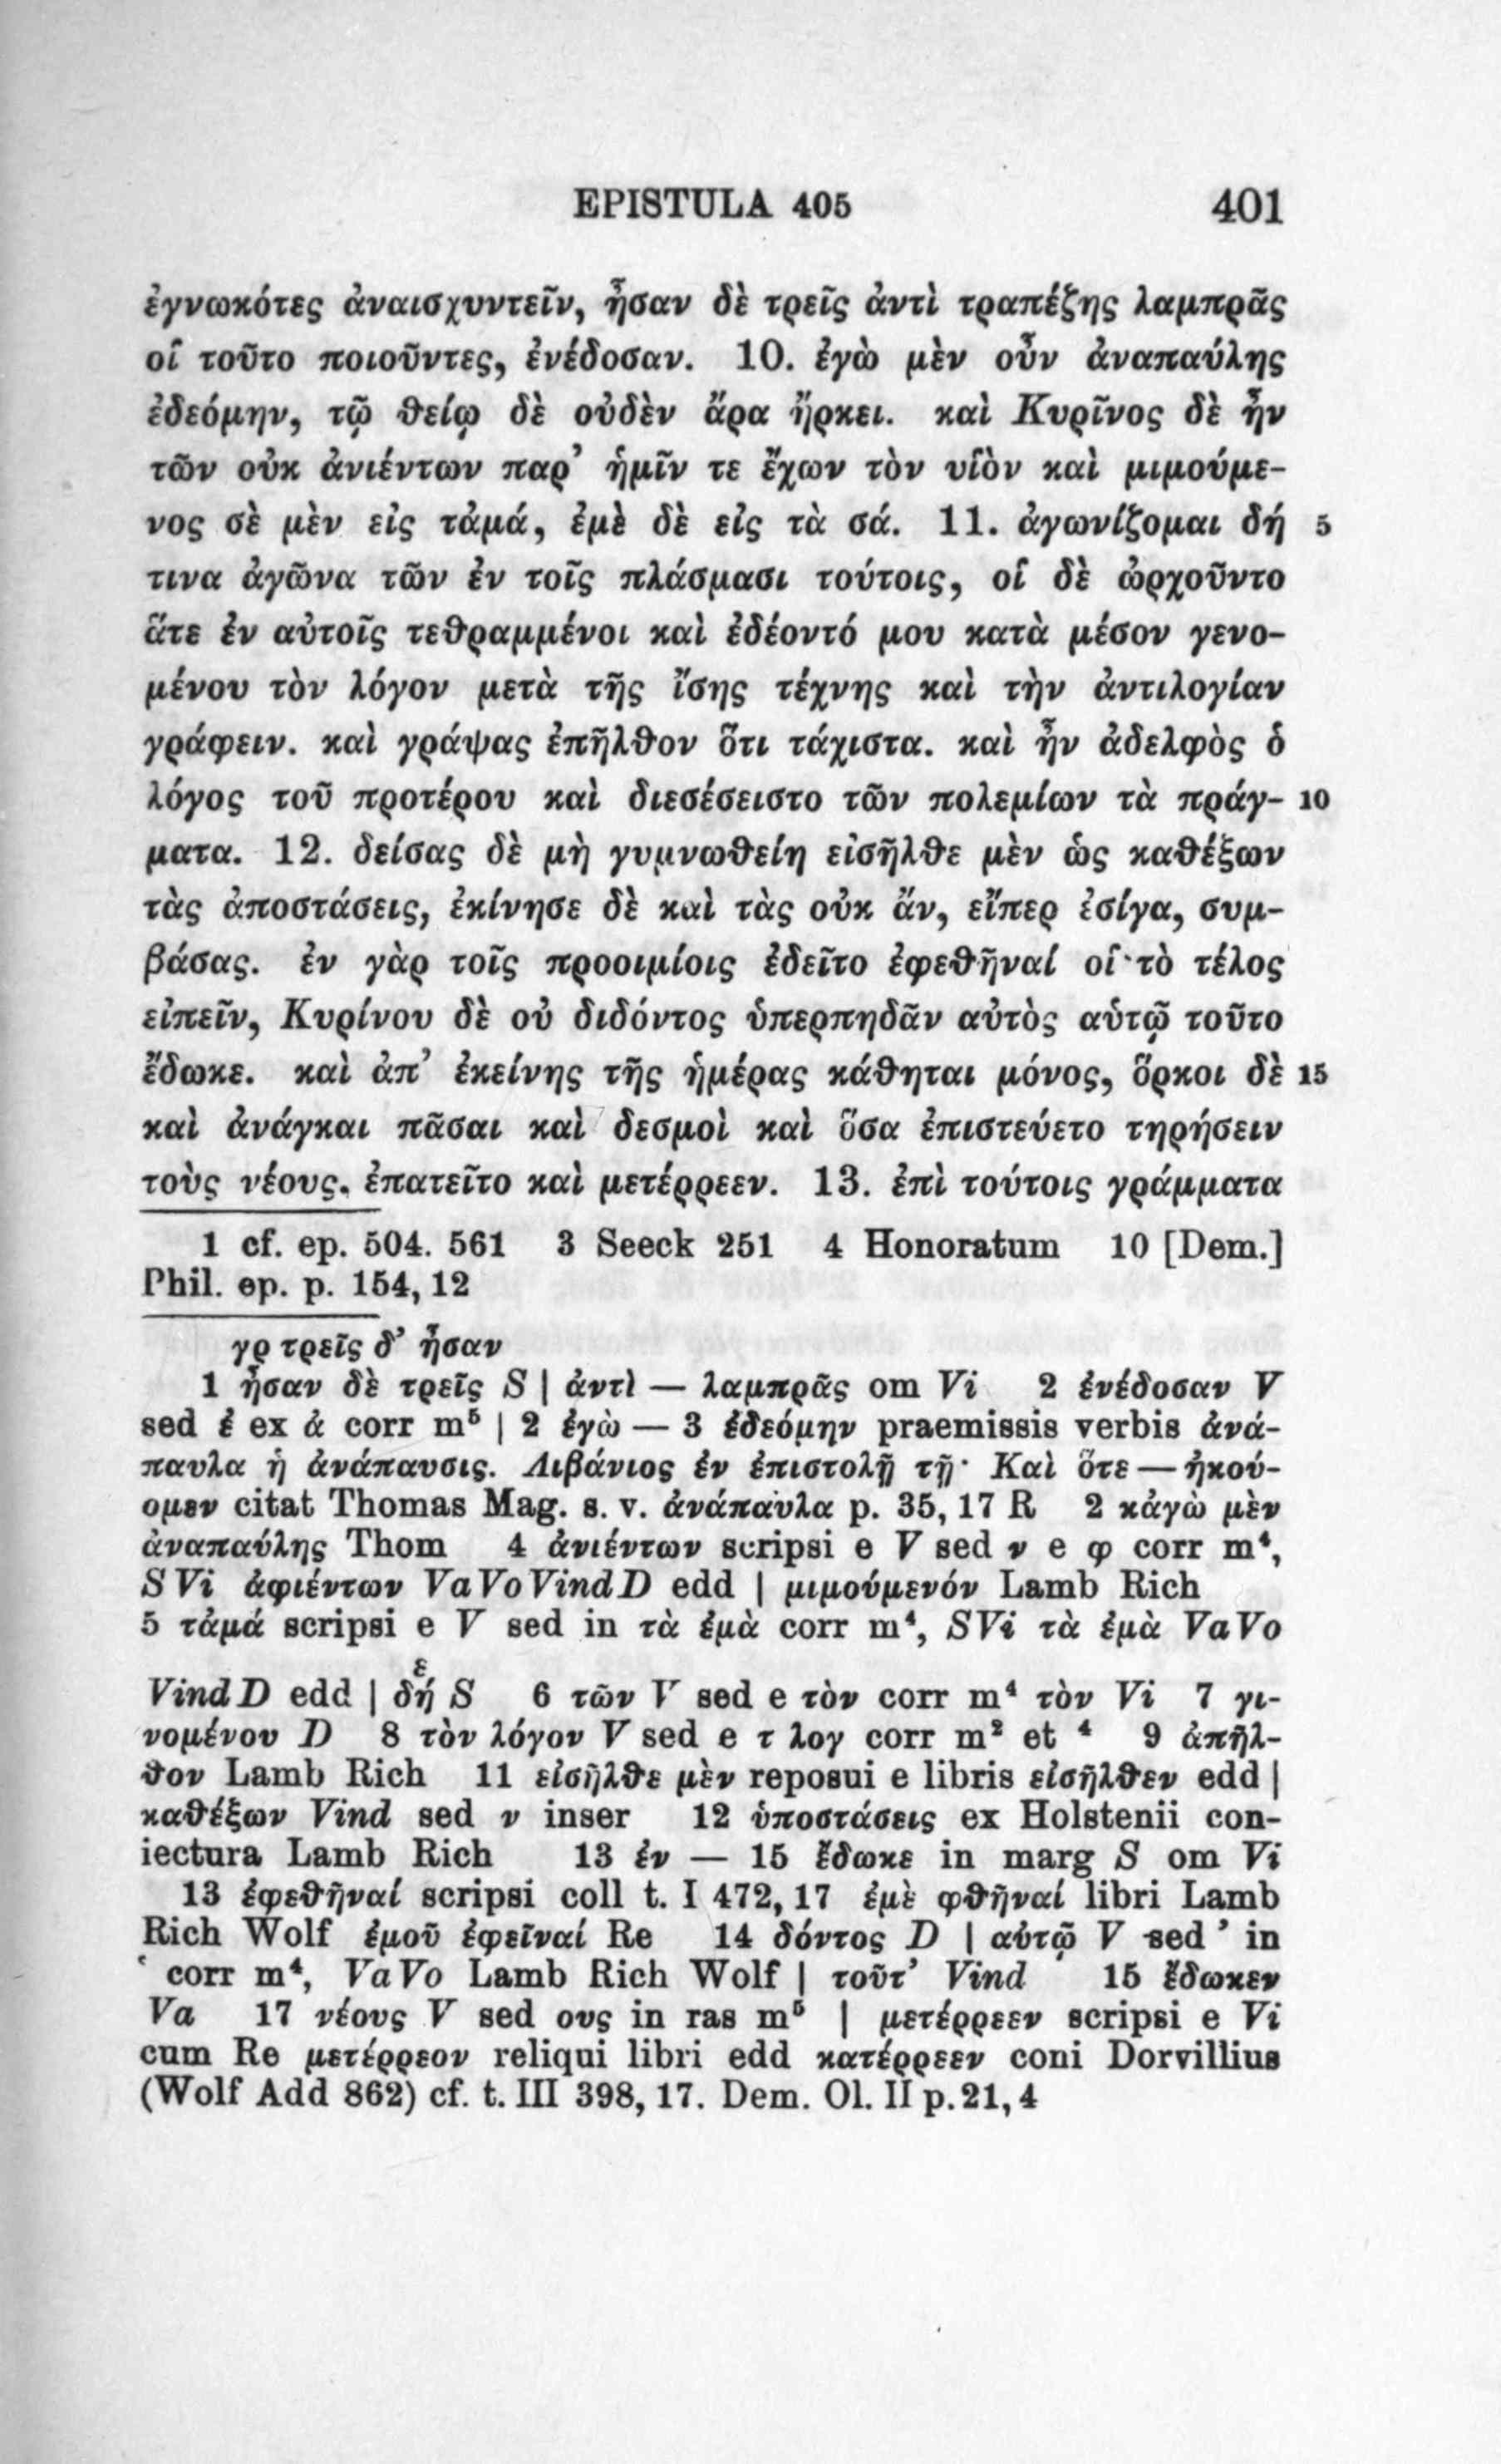 EPISTULA 405 401
ἐγνωκότες ἀναισχυντεῖν, ἦσαν δὲ τρεῖς ἀντὶ τραπέζης λαμπρᾶς
οἱ τοῦτο ποιοῦντες, ἐνέδοσαν. 10. ἐγὼ μὲν οὖν ἀναπαύλης
ἐδεόμην, τῷ θείῳ δὲ οὐδὲν ἄρα ἤρκει. καὶ Κυρῖνος δὲ ἦν
τῶν οὐκ ἀνιέντων παρ’ ἡμῖν τε ἔχων τὸν υἱὸν καὶ μιμούμε-
νος σὲ μὲν εἰς τἀμά, ἐμὲ δὲ εἰς τὰ σά. 11. ἀγωνίζομαι δή 5
τινα ἀγῶνα τῶν ἐν τοῖς πλάσμασι τούτοις, οἱ δὲ ὠρχοῦντο
ἅτε ἐν αὐτοῖς τεθραμμένοι καὶ ἐδέοντό μου κατὰ μέσον γενο-
μένου τὸν λόγον μετὰ τῆς ἴσης τέχνης καὶ τὴν ἀντιλογίαν
γράφειν. καὶ γράψας ἐπῆλθον ὅτι τάχιστα. καὶ ἦν ἀδελφὸς ὁ
λόγος τοῦ προτέρου καὶ διεσέσειστο τῶν πολεμίων τὰ πράγ- 10
ματα. 12. δείσας δὲ μὴ γυμνωθείη εἰσῆλθε μὲν ὡς καθέξων
τὰς ἀποστάσεις, ἐκίνησε δὲ καὶ τὰς οὐκ ἄν, εἴπερ ἐσίγα, συμ-
βάσας. ἐν γὰρ τοῖς προοιμίοις ἐδεῖτο ἐφεθῆναί οἱ τὸ τέλος
εἰπεῖν, Κυρίνου δὲ οὐ διδόντος ὑπερπηδᾶν αὐτὸς αὑτῷ τοῦτο
ἔδωκε. καὶ ἀπ’ ἐκείνης τῆς ἡμέρας κάθηται μόνος, ὅρκοι δὲ 15
καὶ ἀνάγκαι πᾶσαι καὶ δεσμοὶ καὶ ὅσα ἐπιστεύετο τηρήσειν
τοὺς νέους, ἐπατεῖτο καὶ μετέρρεεν. 13. ἐπὶ τούτοις γράμματα
1 cf. ep. 504. 561 3 Seeck 251 4 Honoratum 10 [Dem.]
Phil. ep. p. 154, 12
γρ τρεῖς δ’ ἦσαν
1 ἦσαν δὲ τρεῖς S | ἀντὶ — λαμπρᾶς om Vi 2 ἐνέδοσαν V
sed ἐ ex ἀ corr m⁵ | 2 ἐγὼ — 3 ἐδεόμην praemissis verbis ἀνά-
παυλα ἡ ἀνάπαυσις. Λιβάνιος ἐν ἐπιστολῇ τῇ· Καὶ ὅτε — ἠκού-
ομεν citat Thomas Mag. s. v. ἀνάπαυλα p. 35, 17 R 2 κἀγὼ μὲν
ἀναπαύλης Thom 4 ἀνιέντων scripsi e V sed ν e φ corr m⁴,
S Vi ἀφιέντων Va Vo Vind D edd | μιμούμενόν Lamb Rich
5 τἀμά scripsi e V sed in τὰ ἐμὰ corr m⁴, S Vi τὰ ἐμὰ Va Vo
ε
Vind D edd | δή S 6 τῶν V sed e τὸν corr m⁴ τὸν Vi 7 γι-
νομένου D 8 τὸν λόγον V sed e τ λογ corr m² et ⁴ 9 ἀπῆλ-
θον Lamb Rich 11 εἰσῆλθε μὲν reposui e libris εἰσῆλθεν edd |
καθέξων Vind sed ν inser 12 ὑποστάσεις ex Holstenii con-
iectura Lamb Rich 13 ἐν — 15 ἔδωκε in marg S om Vi
13 ἐφεθῆναί scripsi coll t. I 472, 17 ἐμὲ φθῆναί libri Lamb
Rich Wolf ἐμοῦ ἐφεῖναί Re 14 δόντος D | αὑτῷ V sed ’ in
‘ corr m⁴, Va Vo Lamb Rich Wolf | τοῦτ’ Vind 15 ἔδωκεν
Va 17 νέους V sed ους in ras m⁵ | μετέρρεεν scripsi e Vi
cum Re μετέρρεον reliqui libri edd κατέρρεεν coni Dorvillius
(Wolf Add 862) cf. t. III 398, 17. Dem. Ol. II p. 21, 4